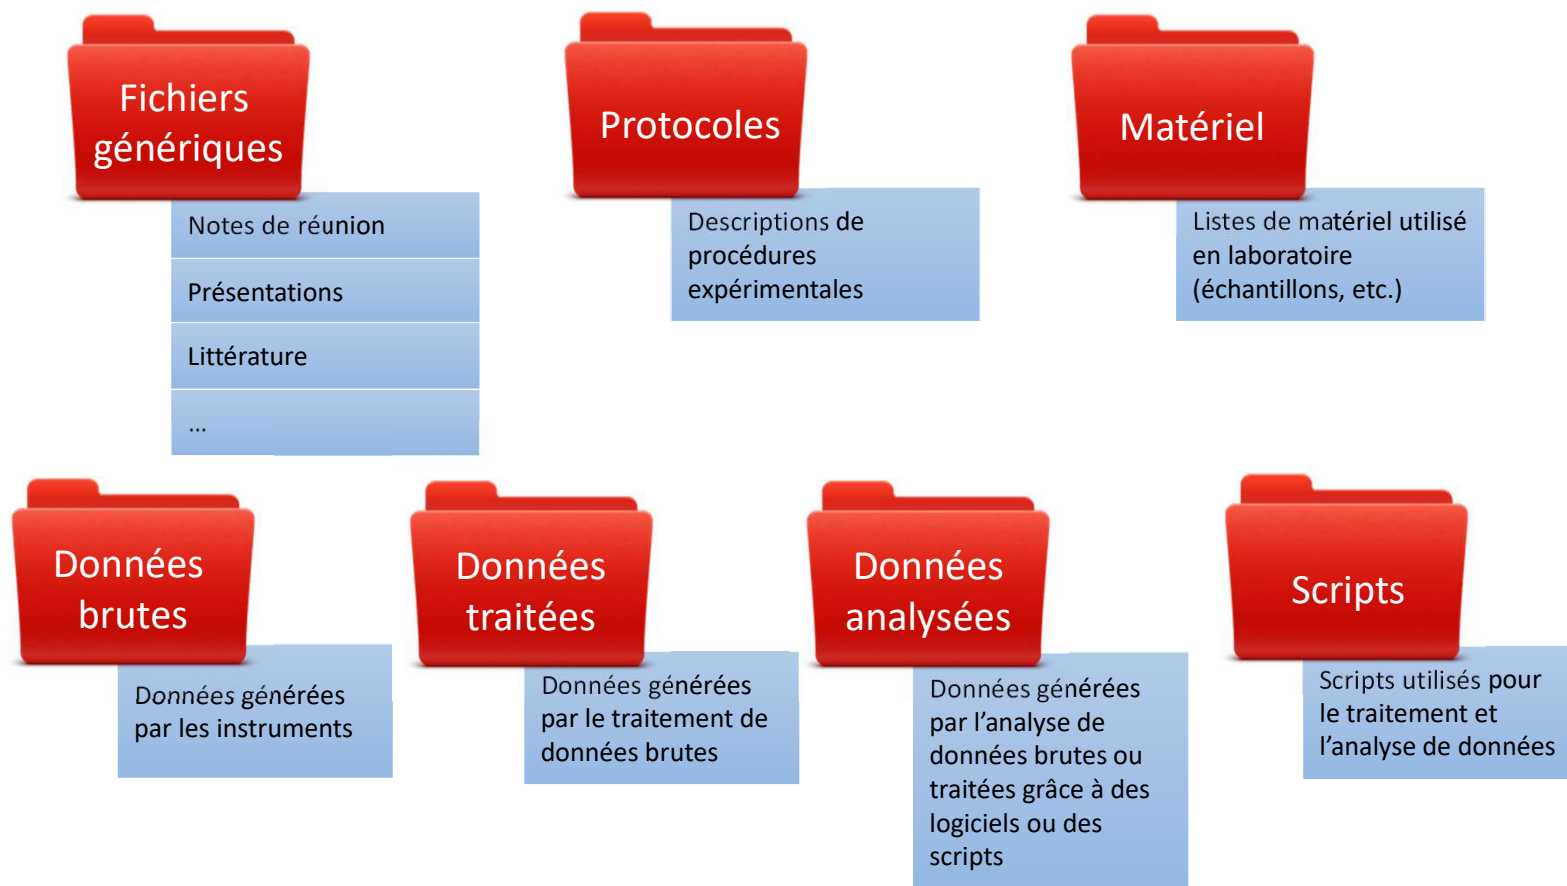 Fichiers
génériques
Notes de réunion
Présentations
Littérature
...
Protocoles
Descriptions de
procédures
expérimentales
Matériel
Listes de matériel utilisé
en laboratoire
(échantillons, etc.)
Données
brutes
Données générées
par les instruments
Données
traitées
Données générées
par le traitement de
données brutes
Données
analysées
Données générées
par l’analyse de
données brutes ou
traitées grâce à des
logiciels ou des
scripts
Scripts
Scripts utilisés pour
le traitement et
l’analyse de données